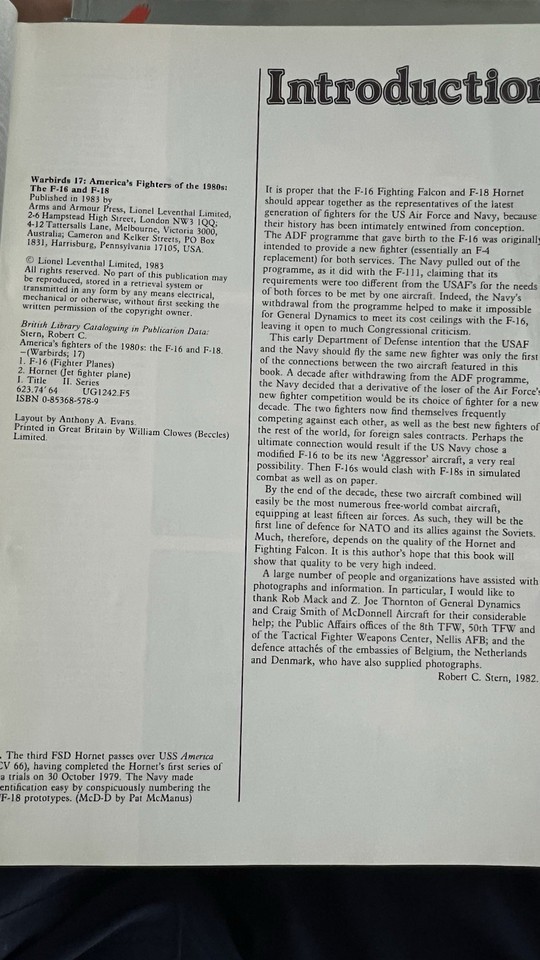 Introduction
Warbirds 17: America's Fighters of the 1980s:
The F-16 and F-18
Published in 1983 by
Arms and Armour Press, Lionel Leventhal Limited,
2-6 Hampstead High Street, London NW3 1QQ;
4-12 Tattersalls Lane, Melbourne, Victoria 3000,
Australia; Cameron and Kelker Streets, PO Box
1831, Harrisburg, Pennsylvania 17105, USA.
© Lionel Leventhal Limited, 1983
All rights reserved. No part of this publication may
be reproduced, stored in a retrieval system or
transmitted in any form by any means electrical,
mechanical or otherwise, without first seeking the
written permission of the copyright owner.
British Library Cataloguing in Publication Data:
Stern, Robert C.
America's fighters of the 1980s: the F-16 and F-18.
–(Warbirds; 17)
1. F-16 (Fighter Planes)
2. Hornet (Jet fighter plane)
I. Title II. Series
623.74'64 UG1242.F5
ISBN 0-85368-578-9
Layout by Anthony A. Evans.
Printed in Great Britain by William Clowes (Beccles)
Limited.
. The third FSD Hornet passes over USS America
CV 66), having completed the Hornet's first series of
a trials on 30 October 1979. The Navy made
entification easy by conspicuously numbering the
F-18 prototypes. (McD-D by Pat McManus)
It is proper that the F-16 Fighting Falcon and F-18 Hornet
should appear together as the representatives of the latest
generation of fighters for the US Air Force and Navy, because
their history has been intimately entwined from conception.
The ADF programme that gave birth to the F-16 was originally
intended to provide a new fighter (essentially an F-4
replacement) for both services. The Navy pulled out of the
programme, as it did with the F-111, claiming that its
requirements were too different from the USAF's for the needs
of both forces to be met by one aircraft. Indeed, the Navy's
withdrawal from the programme helped to make it impossible
for General Dynamics to meet its cost ceilings with the F-16,
leaving it open to much Congressional criticism.
This early Department of Defense intention that the USAF
and the Navy should fly the same new fighter was only the first
of the connections between the two aircraft featured in this
book. A decade after withdrawing from the ADF programme,
the Navy decided that a derivative of the loser of the Air Force's
new fighter competition would be its choice of fighter for a new
decade. The two fighters now find themselves frequently
competing against each other, as well as the best new fighters of
the rest of the world, for foreign sales contracts. Perhaps the
ultimate connection would result if the US Navy chose a
modified F-16 to be its new 'Aggressor' aircraft, a very real
possibility. Then F-16s would clash with F-18s in simulated
combat as well as on paper.
By the end of the decade, these two aircraft combined will
easily be the most numerous free-world combat aircraft,
equipping at least fifteen air forces. As such, they will be the
first line of defence for NATO and its allies against the Soviets.
Much, therefore, depends on the quality of the Hornet and
Fighting Falcon. It is this author's hope that this book will
show that quality to be very high indeed.
A large number of people and organizations have assisted with
photographs and information. In particular, I would like to
thank Rob Mack and Z. Joe Thornton of General Dynamics
and Craig Smith of McDonnell Aircraft for their considerable
help; the Public Affairs offices of the 8th TFW, 50th TFW and
of the Tactical Fighter Weapons Center, Nellis AFB; and the
defence attachés of the embassies of Belgium, the Netherlands
and Denmark, who have also supplied photographs.
Robert C. Stern, 1982.